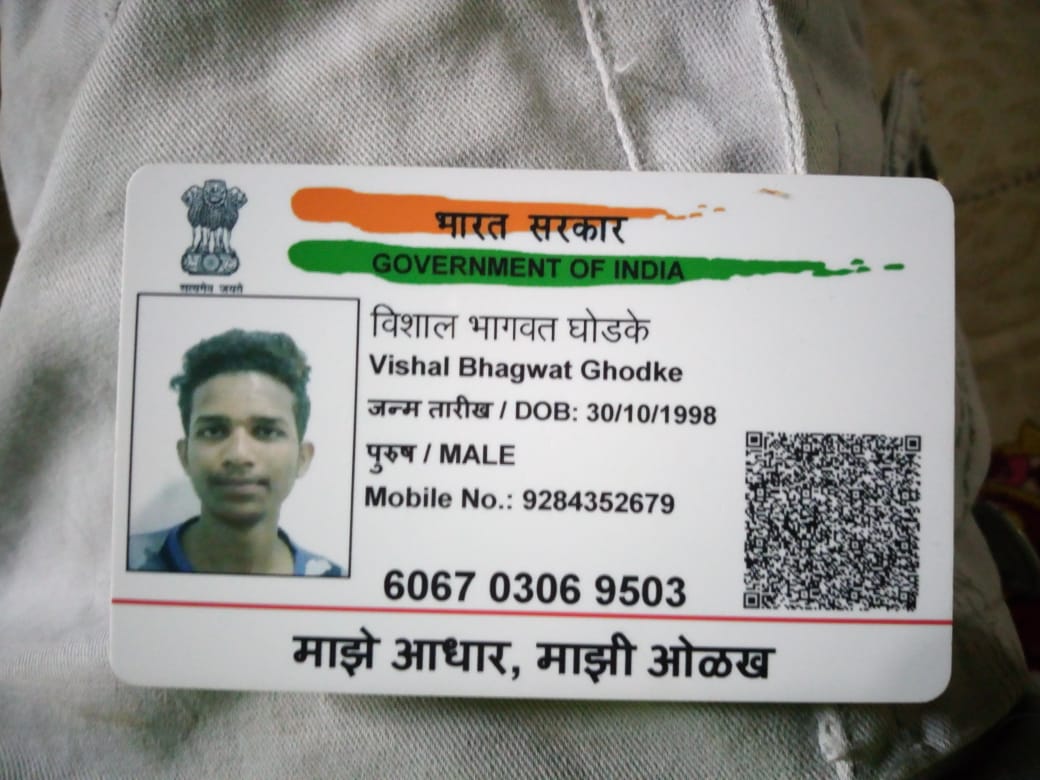 भारत सरकार
GOVERNMENT OF INDIA
सत्यमेव जयते
विशाल भागवत घोडके
Vishal Bhagwat Ghodke
जन्म तारीख / DOB: 30/10/1998
पुरुष / MALE
Mobile No.: 9284352679
6067 0306 9503
माझे आधार, माझी ओळख